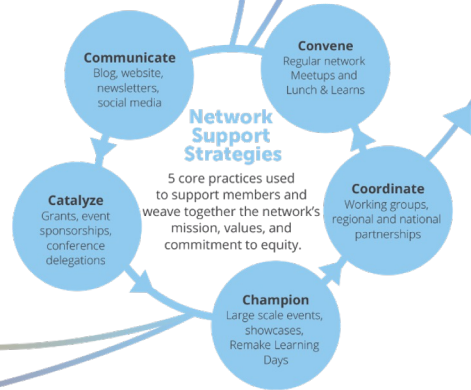 Communicate
Blog, website,
newsletters,
social media
Convene
Regular network
Meetups and
Lunch & Learns
Network
Support
Strategies
5 core practices used
to support members and
weave together the network's
mission, values, and
commitment to equity.
Catalyze
Grants, event
sponsorships,
conference
delegations
Coordinate
Working groups,
regional and national
partnerships
Champion
Large scale events,
showcases,
Remake Learning
Days